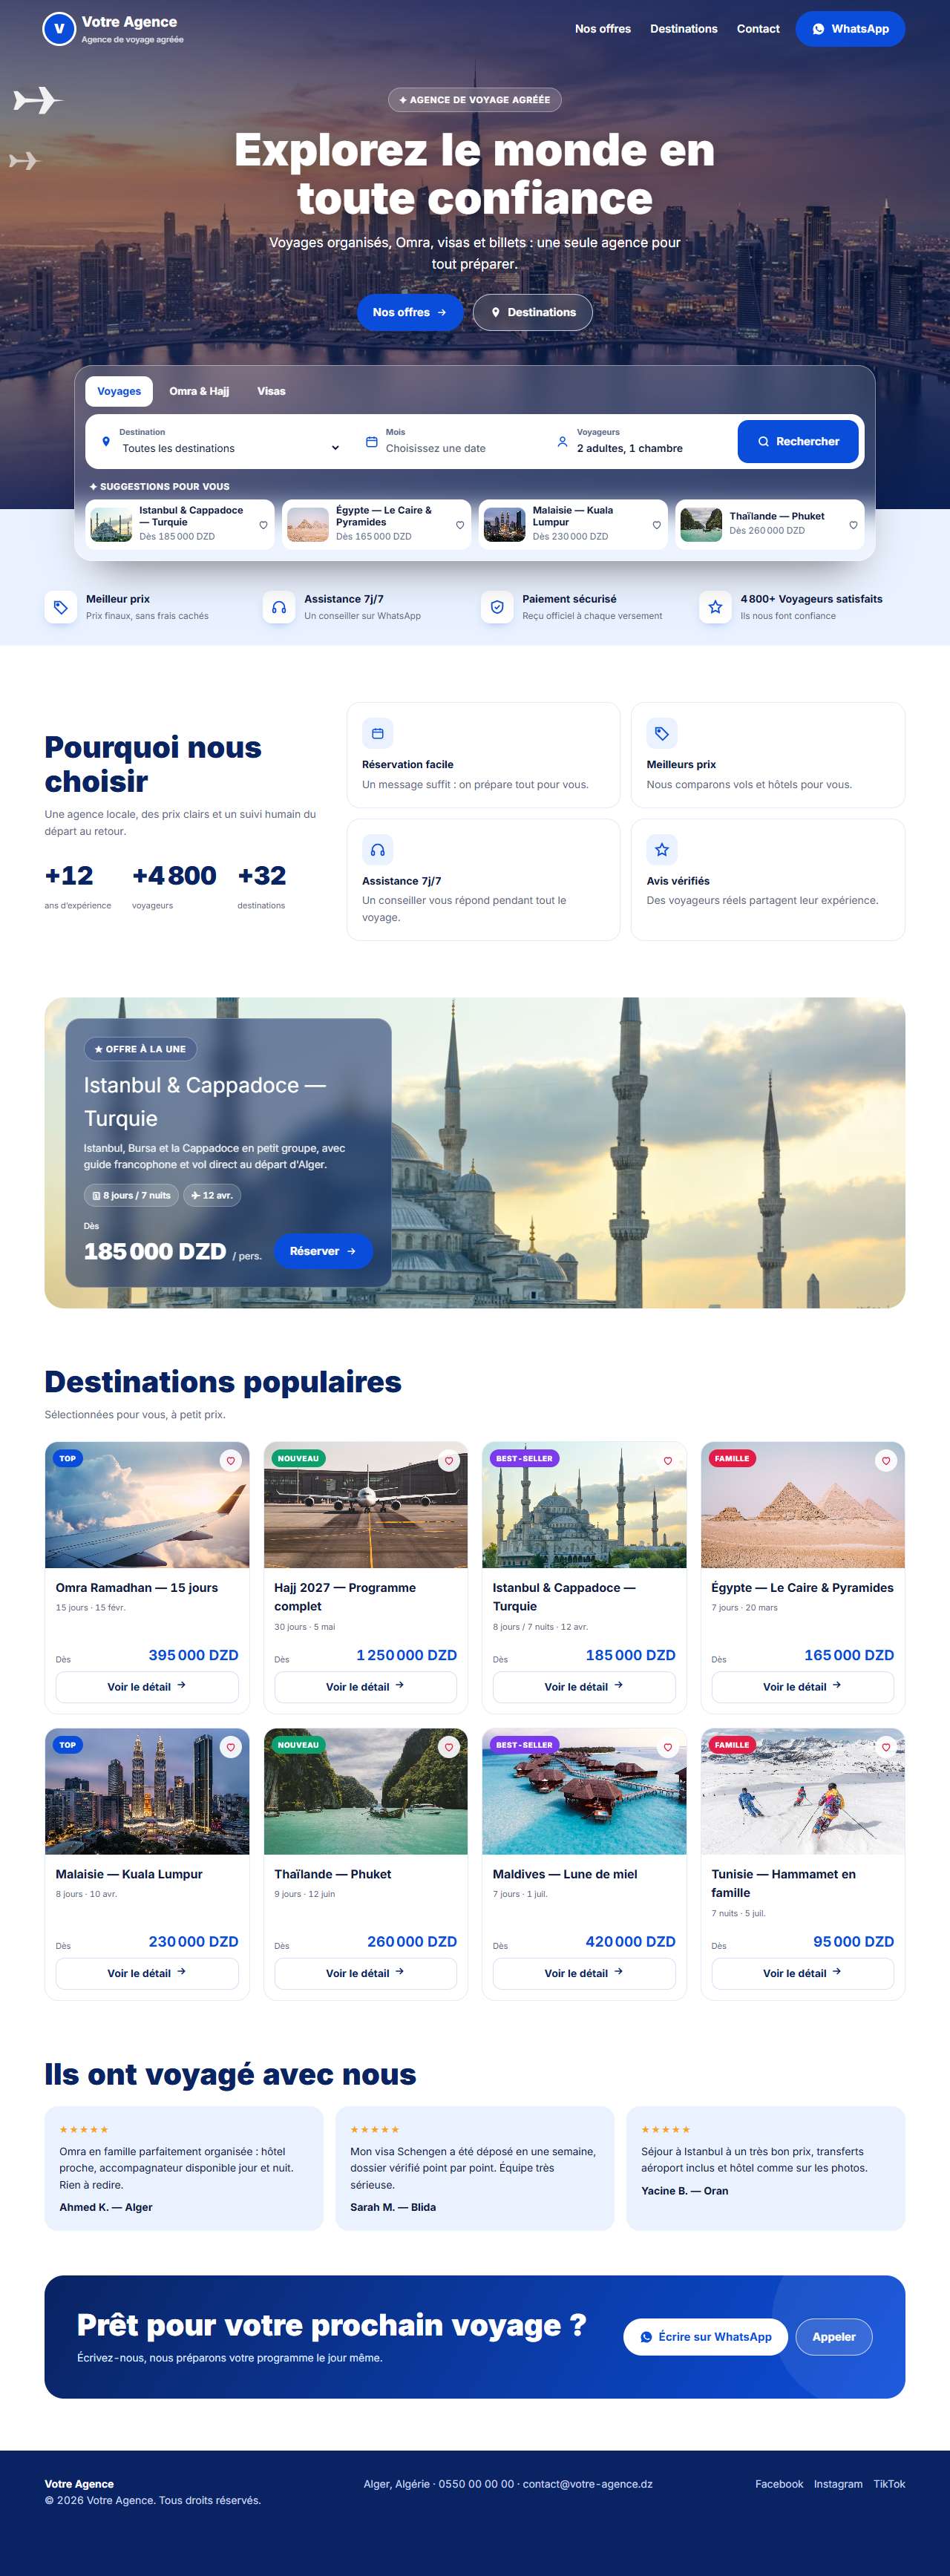 V
Votre Agence
Agence de voyage agréée
Nos offres
Destinations
Contact
WhatsApp
✦ AGENCE DE VOYAGE AGRÉÉE
Explorez le monde en
toute confiance
Voyages organisés, Omra, visas et billets : une seule agence pour
tout préparer.
Nos offres →
Destinations
Voyages
Omra & Hajj
Visas
Destination
Toutes les destinations
Mois
Choisissez une date
Voyageurs
2 adultes, 1 chambre
Rechercher
✦ SUGGESTIONS POUR VOUS
Istanbul & Cappadoce
— Turquie
Dès 185 000 DZD
Égypte — Le Caire &
Pyramides
Dès 165 000 DZD
Malaisie — Kuala
Lumpur
Dès 230 000 DZD
Thaïlande — Phuket
Dès 260 000 DZD
Meilleur prix
Prix finaux, sans frais cachés
Assistance 7j/7
Un conseiller sur WhatsApp
Paiement sécurisé
Reçu officiel à chaque versement
4 800+ Voyageurs satisfaits
Ils nous font confiance
Pourquoi nous
choisir
Une agence locale, des prix clairs et un suivi humain du
départ au retour.
+12
ans d'expérience
+4 800
voyageurs
+32
destinations
Réservation facile
Un message suffit : on prépare tout pour vous.
Meilleurs prix
Nous comparons vols et hôtels pour vous.
Assistance 7j/7
Un conseiller vous répond pendant tout le
voyage.
Avis vérifiés
Des voyageurs réels partagent leur expérience.
★ OFFRE À LA UNE
Istanbul & Cappadoce —
Turquie
Istanbul, Bursa et la Cappadoce en petit groupe, avec
guide francophone et vol direct au départ d'Alger.
8 jours / 7 nuits
✈ 12 avr.
Dès
185 000 DZD / pers.
Réserver →
Destinations populaires
Sélectionnées pour vous, à petit prix.
TOP
Omra Ramadhan — 15 jours
15 jours · 15 févr.
Dès
395 000 DZD
Voir le détail →
NOUVEAU
Hajj 2027 — Programme
complet
30 jours · 5 mai
Dès
1 250 000 DZD
Voir le détail →
BEST-SELLER
Istanbul & Cappadoce —
Turquie
8 jours / 7 nuits · 12 avr.
Dès
185 000 DZD
Voir le détail →
FAMILLE
Égypte — Le Caire & Pyramides
7 jours · 20 mars
Dès
165 000 DZD
Voir le détail →
TOP
Malaisie — Kuala Lumpur
8 jours · 10 avr.
Dès
230 000 DZD
Voir le détail →
NOUVEAU
Thaïlande — Phuket
9 jours · 12 juin
Dès
260 000 DZD
Voir le détail →
BEST-SELLER
Maldives — Lune de miel
7 jours · 1 juil.
Dès
420 000 DZD
Voir le détail →
FAMILLE
Tunisie — Hammamet en
famille
7 nuits · 5 juil.
Dès
95 000 DZD
Voir le détail →
Ils ont voyagé avec nous
★★★★★
Omra en famille parfaitement organisée : hôtel
proche, accompagnateur disponible jour et nuit.
Rien à redire.
Ahmed K. — Alger
★★★★★
Mon visa Schengen a été déposé en une semaine,
dossier vérifié point par point. Équipe très
sérieuse.
Sarah M. — Blida
★★★★★
Séjour à Istanbul à un très bon prix, transferts
aéroport inclus et hôtel comme sur les photos.
Yacine B. — Oran
Prêt pour votre prochain voyage ?
Écrivez-nous, nous préparons votre programme le jour même.
Écrire sur WhatsApp
Appeler
Votre Agence
© 2026 Votre Agence. Tous droits réservés.
Alger, Algérie · 0550 00 00 00 · contact@votre-agence.dz
Facebook
Instagram
TikTok